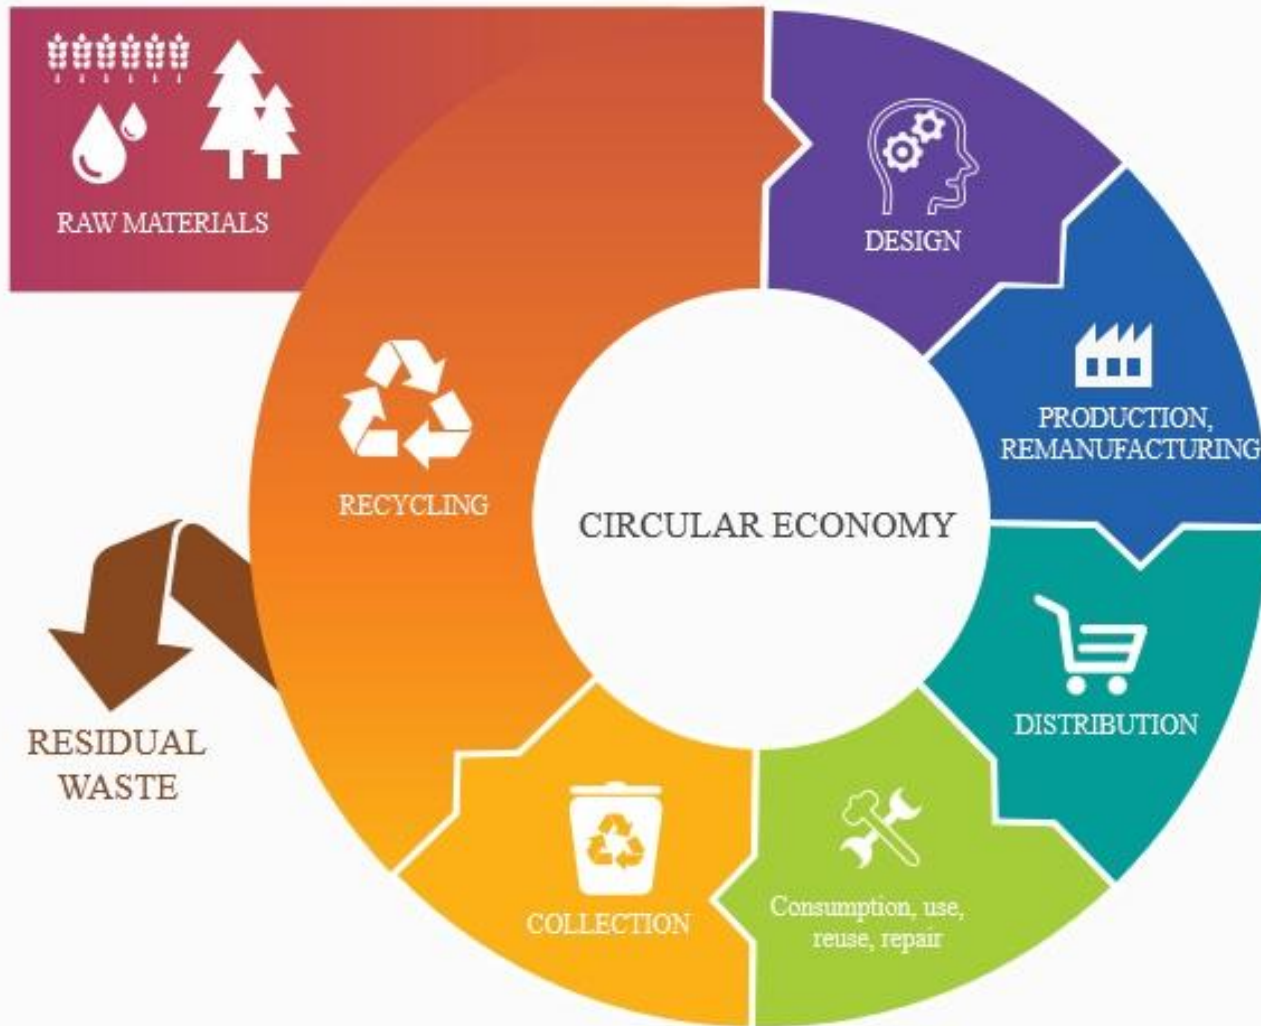 RAW MATERIALS
DESIGN
PRODUCTION,
REMANUFACTURING
RECYCLING
CIRCULAR ECONOMY
DISTRIBUTION
RESIDUAL
WASTE
Consumption, use,
reuse, repair
COLLECTION